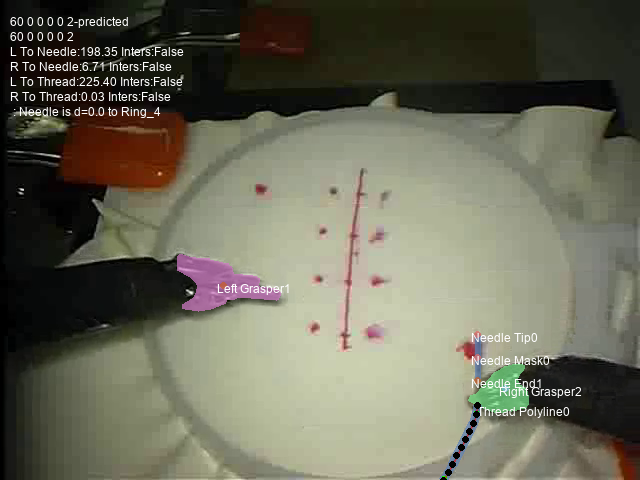 60 0 0 0 0 2-predicted
60 0 0 0 0 2
L To Needle:198.35 Inters:False
R To Needle:6.71 Inters:False
L To Thread:225.40 Inters:False
R To Thread:0.03 Inters:False
: Needle is d=0.0 to Ring_4
Left Grasper1
Needle Tip0
Needle Mask0
Needle End1
Right Grasper2
Thread Polyline0